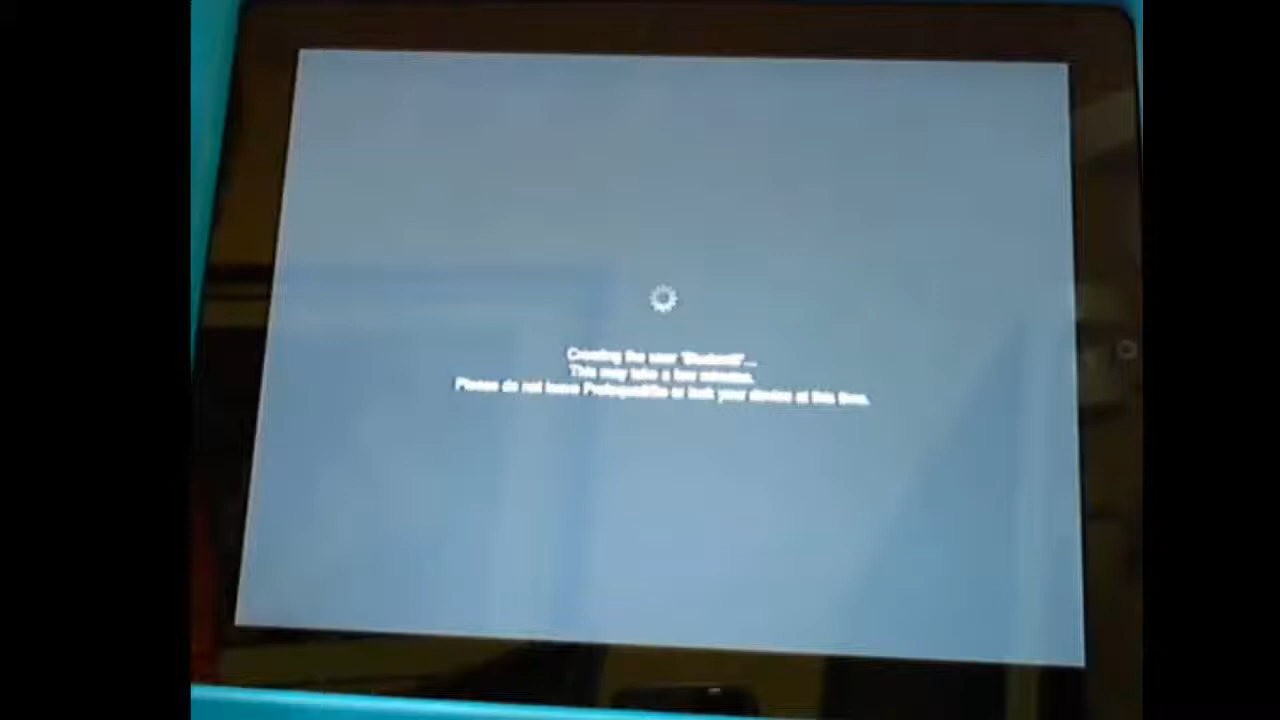 Creating the user
This may take a few minutes.
Please do not leave or lock your device at this time.